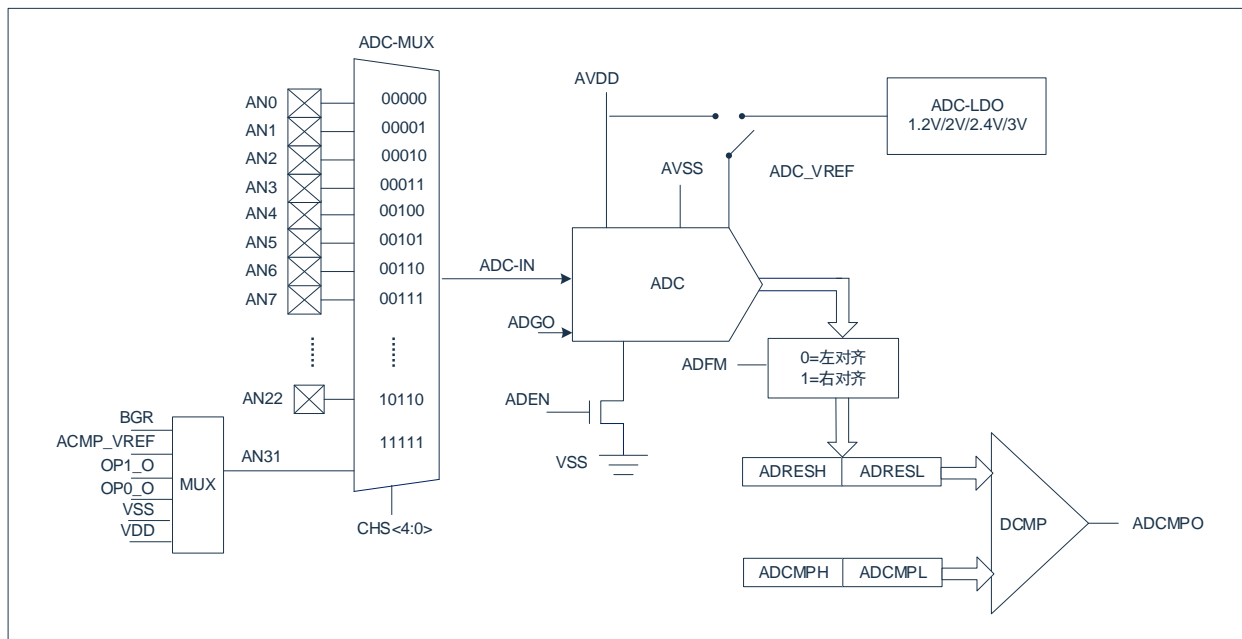 ADC-MUX
AN0
00000
AN1
00001
AN2
00010
AN3
00011
AN4
00100
AN5
00101
AN6
00110
AN7
00111
AN22
10110
11111
BGR
ACMP_VREF
OP1_O
OP0_O
VSS
VDD
MUX
AN31
CHS<4:0>
ADC-IN
ADGO
AVDD
AVSS
ADC_VREF
ADC-LDO
1.2V/2V/2.4V/3V
ADC
ADEN
VSS
ADFM
0=左对齐
1=右对齐
ADRESH
ADRESL
ADCMPH
ADCMPL
DCMP
ADCMPO